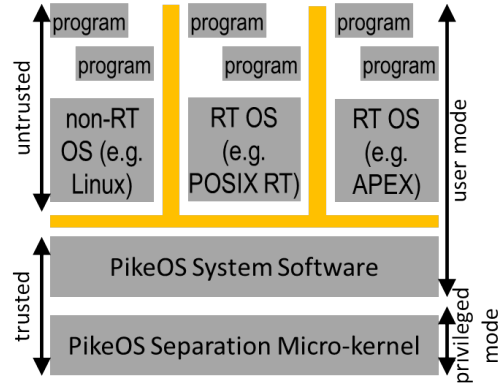 program
program
program
program
program
program
non-RT
OS (e.g.
Linux)
RT OS
(e.g.
POSIX RT)
RT OS
(e.g.
APEX)
PikeOS System Software
PikeOS Separation Micro-kernel
untrusted
trusted
user mode
privileged
mode